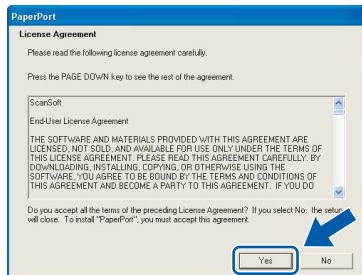 PaperPort
License Agreement
Please read the following license agreement carefully.
Press the PAGE DOWN key to see the rest of the agreement.
ScanSoft
End-User License Agreement
THE SOFTWARE AND MATERIALS PROVIDED WITH THIS AGREEMENT ARE
LICENSED, NOT SOLD, AND AVAILABLE FOR USE ONLY UNDER THE TERMS OF
THIS LICENSE AGREEMENT. PLEASE READ THIS AGREEMENT CAREFULLY. BY
DOWNLOADING, INSTALLING, COPYING, OR OTHERWISE USING THE
SOFTWARE, YOU AGREE TO BE BOUND BY THE TERMS AND CONDITIONS OF
THIS AGREEMENT AND BECOME A PARTY TO THIS AGREEMENT. IF YOU DO
Do you accept all the terms of the preceding License Agreement? If you select No, the setup
will close. To install "PaperPort", you must accept this agreement.
Yes
No